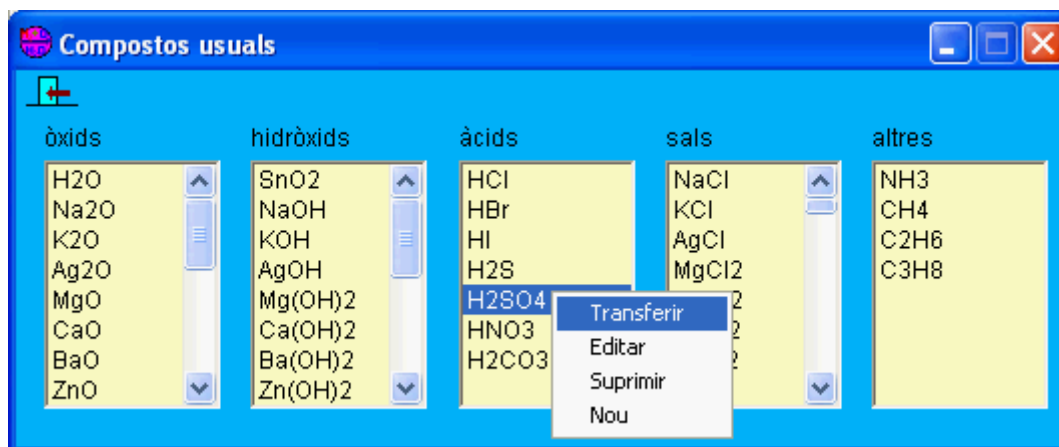 Compostos usuals
òxids
H2O
Na2O
K2O
Ag2O
MgO
CaO
BaO
ZnO
hidròxids
SnO2
NaOH
KOH
AgOH
Mg(OH)2
Ca(OH)2
Ba(OH)2
Zn(OH)2
àcids
HCl
HBr
HI
H2S
H2SO4
HNO3
H2CO3
sals
NaCl
KCl
AgCl
MgCl2
altres
NH3
CH4
C2H6
C3H8
Transferir
Editar
Suprimir
Nou